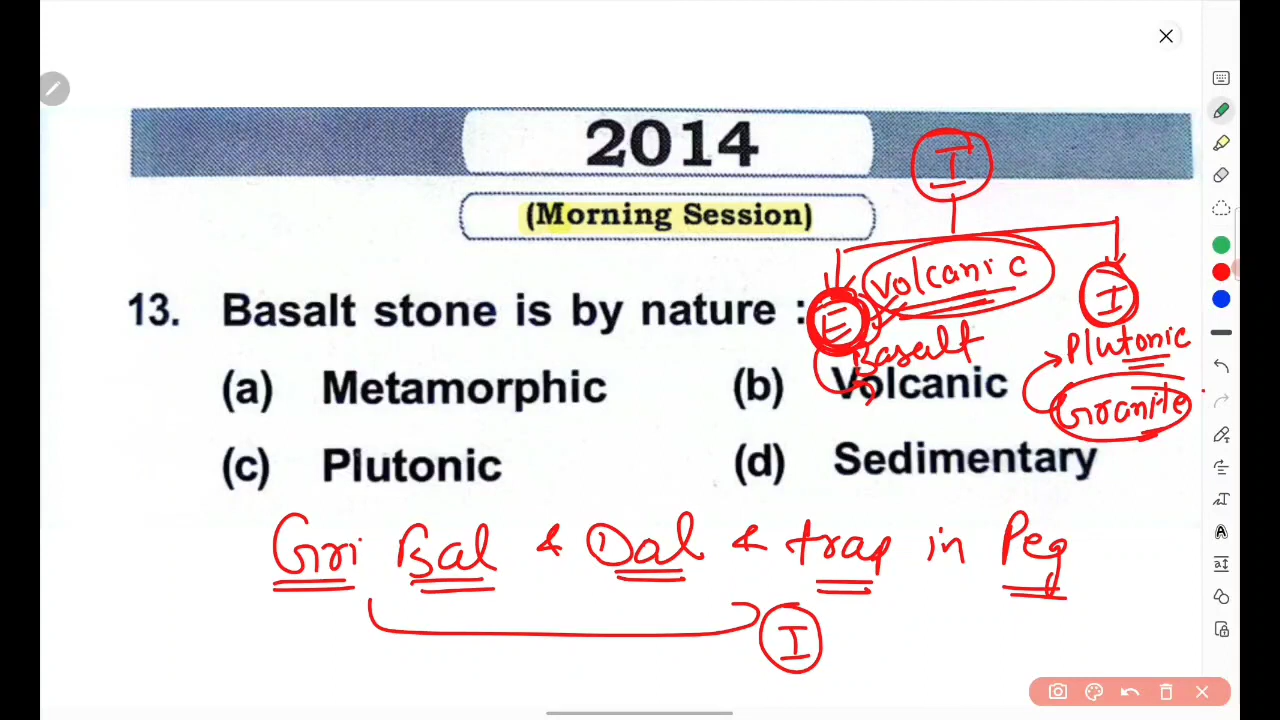 2014
I
(Morning Session)
Volcanic
E
I
13. Basalt stone is by nature :
Basalt
Plutonic
(a) Metamorphic (b) Volcanic
Granite
(c) Plutonic (d) Sedimentary
Gri Bal & Dal & trap in Peg
I